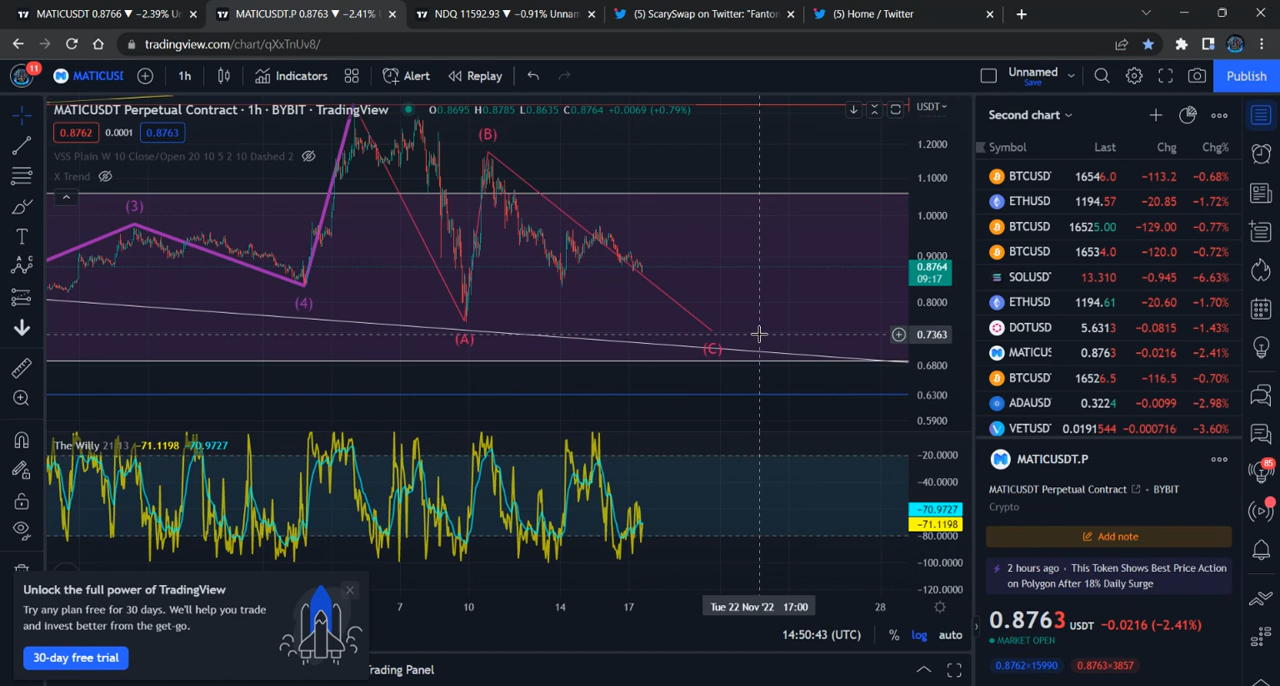 MATICUSDT 0.8766 ▼ −2.39% Un
MATICUSDT.P 0.8763 ▼ −2.41%
NDQ 11592.93 ▼ −0.91% Unnam
(5) ScarySwap on Twitter: "Fanton
(5) Home / Twitter
tradingview.com/chart/qXxTnUv8/
11
MATICUSD
1h
Indicators
Alert
Replay
Unnamed
Save
Publish
MATICUSDT Perpetual Contract · 1h · BYBIT · TradingView
O0.8695 H0.8785 L0.8635 C0.8764 +0.0069 (+0.79%)
USDT
0.8762 0.0001 0.8763
VSS Plain W 10 Close/Open 20 10 5 2 10 Dashed 2
X Trend
(3)
(4)
(A)
(B)
(C)
1.2000
1.1000
1.0000
0.9000
0.8764
09:17
0.8000
0.7363
0.6800
0.6300
0.5900
The Willy 21 13 −71.1198 −70.9727
−20.0000
−40.0000
−70.9727
−71.1198
−80.0000
−100.0000
−120.0000
7
10
14
17
Tue 22 Nov '22 17:00
28
14:50:43 (UTC)
%
log
auto
Trading Panel
Unlock the full power of TradingView
Try any plan free for 30 days. We'll help you trade
and invest better from the get-go.
30-day free trial
Second chart
Symbol Last Chg Chg%
BTCUSD 16546.0 −113.2 −0.68%
ETHUSD 1194.57 −20.85 −1.72%
BTCUSD 16525.00 −129.00 −0.77%
BTCUSD 16534.0 −120.0 −0.72%
SOLUSD 13.310 −0.945 −6.63%
ETHUSD 1194.61 −20.60 −1.70%
DOTUSD 5.6313 −0.0815 −1.43%
MATICUS 0.8763 −0.0216 −2.41%
BTCUSD 16526.5 −116.5 −0.70%
ADAUSD 0.3224 −0.0099 −2.98%
VETUSD 0.0191544 −0.000716 −3.60%
MATICUSDT.P
MATICUSDT Perpetual Contract · BYBIT
Crypto
Add note
2 hours ago · This Token Shows Best Price Action
on Polygon After 18% Daily Surge
0.8763 USDT −0.0216 (−2.41%)
MARKET OPEN
0.8762×15990 0.8763×3857
85